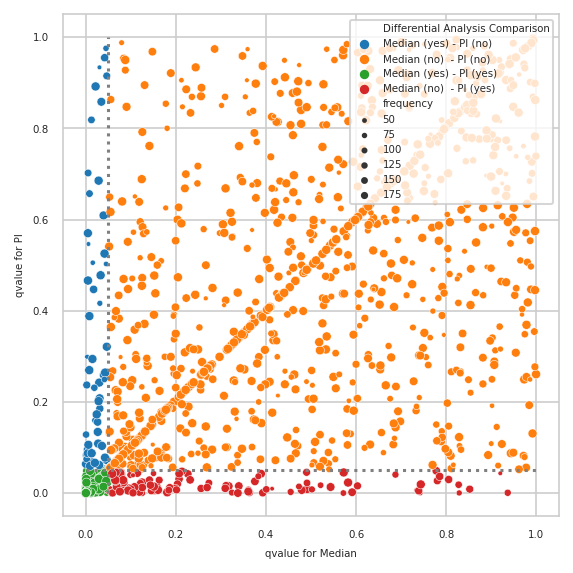 Differential Analysis Comparison
Median (yes) - PI (no)
Median (no)  - PI (no)
Median (yes) - PI (yes)
Median (no)  - PI (yes)
frequency
50
75
100
125
150
175
1.0
0.8
0.6
0.4
0.2
0.0
qvalue for PI
0.0 0.2 0.4 0.6 0.8 1.0
qvalue for Median